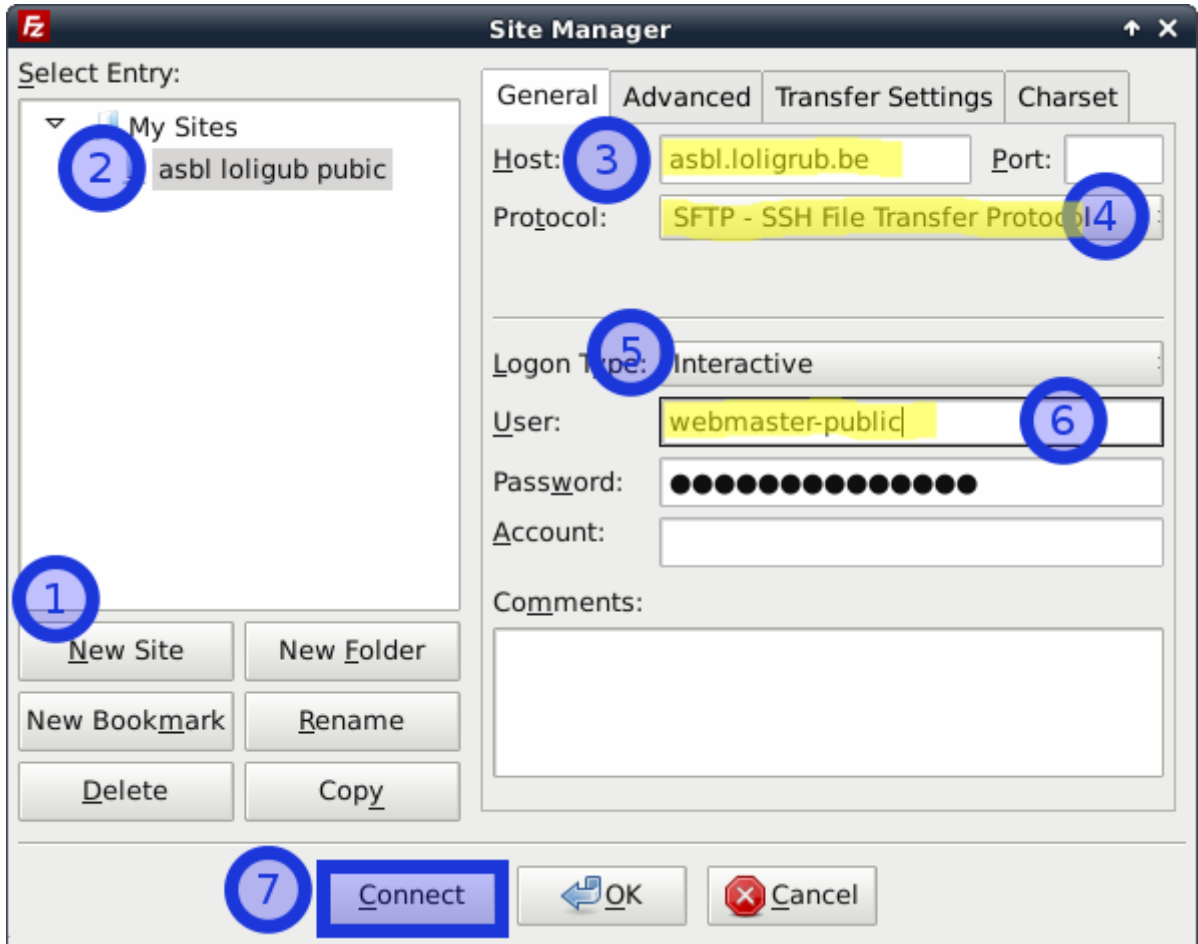 Fz
Site Manager
Select Entry:
My Sites
2
asbl loligub pubic
1
New Site
New Folder
New Bookmark
Rename
Delete
Copy
General
Advanced
Transfer Settings
Charset
Host:
3
asbl.loligrub.be
Port:
Protocol:
SFTP - SSH File Transfer Protocol
4
Logon Type:
5
Interactive
User:
webmaster-public
6
Password:
●●●●●●●●●●●●●●
Account:
Comments:
7
Connect
OK
Cancel